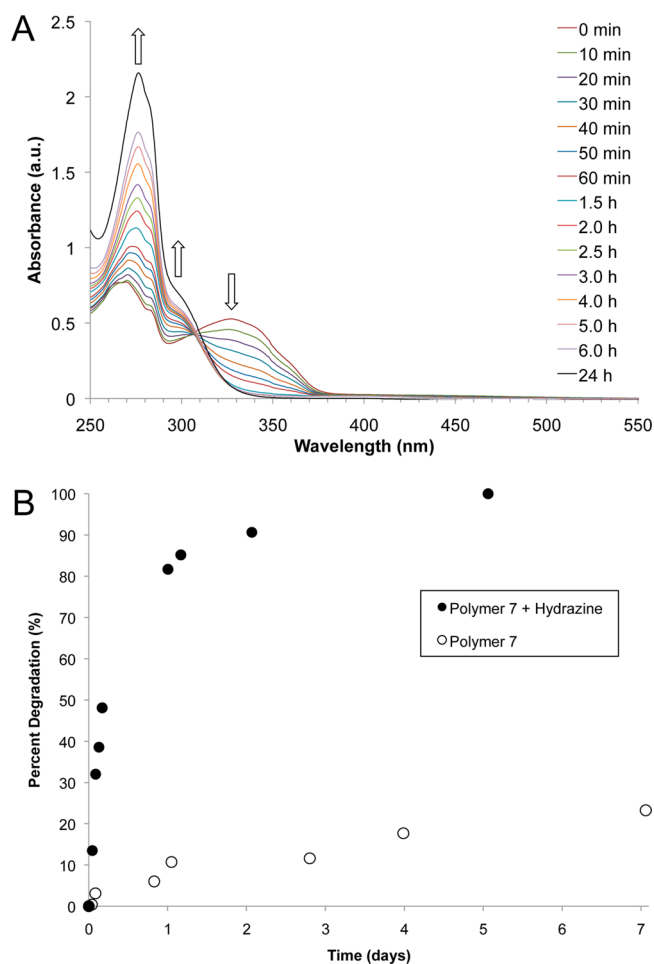 A
2.5
2
1.5
1
0.5
0
Absorbance (a.u.)
250 300 350 400 450 500 550
Wavelength (nm)
0 min
10 min
20 min
30 min
40 min
50 min
60 min
1.5 h
2.0 h
2.5 h
3.0 h
4.0 h
5.0 h
6.0 h
24 h
B
100
90
80
70
60
50
40
30
20
10
0
Percent Degradation (%)
Polymer 7 + Hydrazine
Polymer 7
0 1 2 3 4 5 6 7
Time (days)